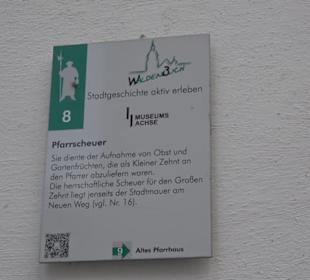 WALDENBUCH
Stadtgeschichte aktiv erleben
8
MUSEUMS
ACHSE
Pfarrscheuer
Sie diente der Aufnahme von Obst und
Gartenfrüchten, die als Kleiner Zehnt an
den Pfarrer abzuliefern waren.
Die herrschaftliche Scheuer für den Großen
Zehnt liegt jenseits der Stadtmauer am
Neuen Weg (vgl. Nr. 16).
9 Altes Pfarrhaus